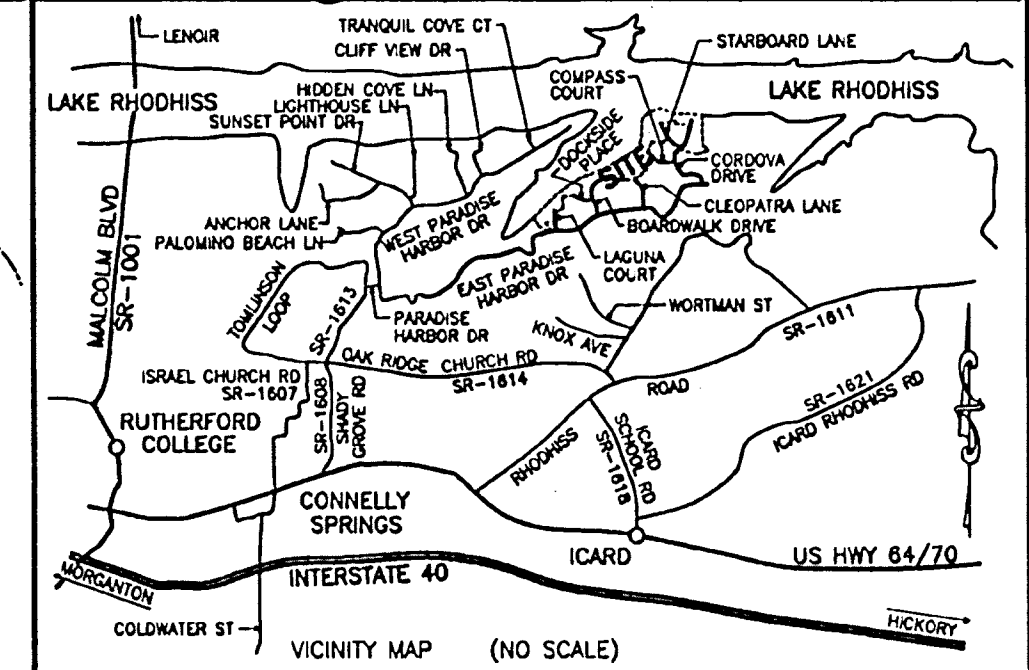 LENOIR
TRANQUIL COVE CT
CLIFF VIEW DR
STARBOARD LANE
HIDDEN COVE LN
COMPASS
COURT
LAKE RHODHISS
LIGHTHOUSE LN
LAKE RHODHISS
SUNSET POINT DR
DOCKSIDE
PLACE
SITE
CORDOVA
DRIVE
ANCHOR LANE
CLEOPATRA LANE
PALOMINO BEACH LN
WEST PARADISE
HARBOR DR
BOARDWALK DRIVE
MALCOLM BLVD
SR-1001
LAGUNA
COURT
EAST PARADISE
HARBOR DR
TOMLINSON
LOOP
SR-1613
PARADISE
HARBOR DR
WORTMAN ST
KNOX AVE
SR-1611
OAK RIDGE CHURCH RD
SR-1614
ISRAEL CHURCH RD
SR-1607
ROAD
SR-1608
SHADY
GROVE RD
SR-1621
ICARD RHODHISS RD
RUTHERFORD
COLLEGE
RHODHISS
ICARD
SCHOOL RD
SR-1618
CONNELLY
SPRINGS
ICARD
US HWY 64/70
MORGANTON
INTERSTATE 40
HICKORY
COLDWATER ST
VICINITY MAP (NO SCALE)